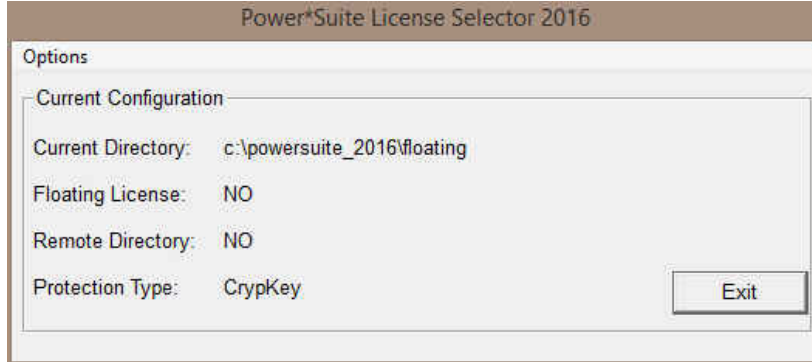 Power*Suite License Selector 2016
Options
Current Configuration
Current Directory: c:\powersuite_2016\floating
Floating License: NO
Remote Directory: NO
Protection Type: CrypKey
Exit